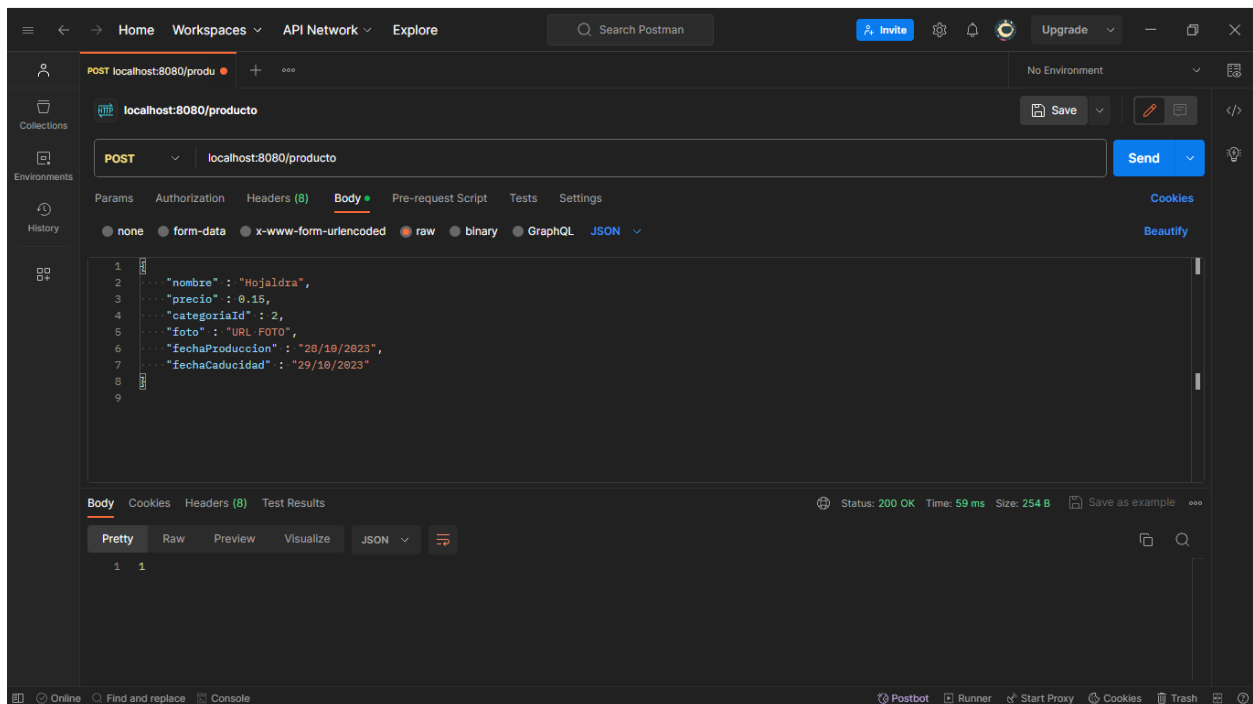 Home Workspaces API Network Explore Search Postman Invite Upgrade
POST localhost:8080/produ No Environment
HTTP localhost:8080/producto Save
Collections
POST localhost:8080/producto Send
Environments
Params Authorization Headers (8) Body Pre-request Script Tests Settings Cookies
History
none form-data x-www-form-urlencoded raw binary GraphQL JSON Beautify
1 {
2 "nombre" : "Hojaldra",
3 "precio" : 0.15,
4 "categoriaId" : 2,
5 "foto" : "URL FOTO",
6 "fechaProduccion" : "28/10/2023",
7 "fechaCaducidad" : "29/10/2023"
8 }
9
Body Cookies Headers (8) Test Results Status: 200 OK Time: 59 ms Size: 254 B Save as example
Pretty Raw Preview Visualize JSON
1 1
Online Find and replace Console Postbot Runner Start Proxy Cookies Trash